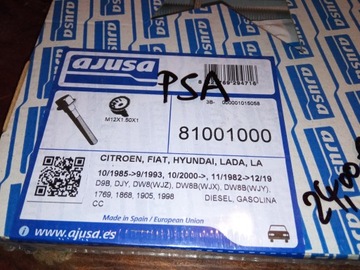 ajusa
PSA
M12X1.50X1
3B- 000001015058
81001000
CITROEN, FIAT, HYUNDAI, LADA, LA
10/1985->9/1993, 10/2000->, 11/1982->12/19
D9B, DJY, DW8(WJZ), DW8B(WJX), DW8B(WJY),
1769, 1868, 1905, 1998 DIESEL, GASOLINA
CC
Made in Spain / European Union
www.ajusa.es